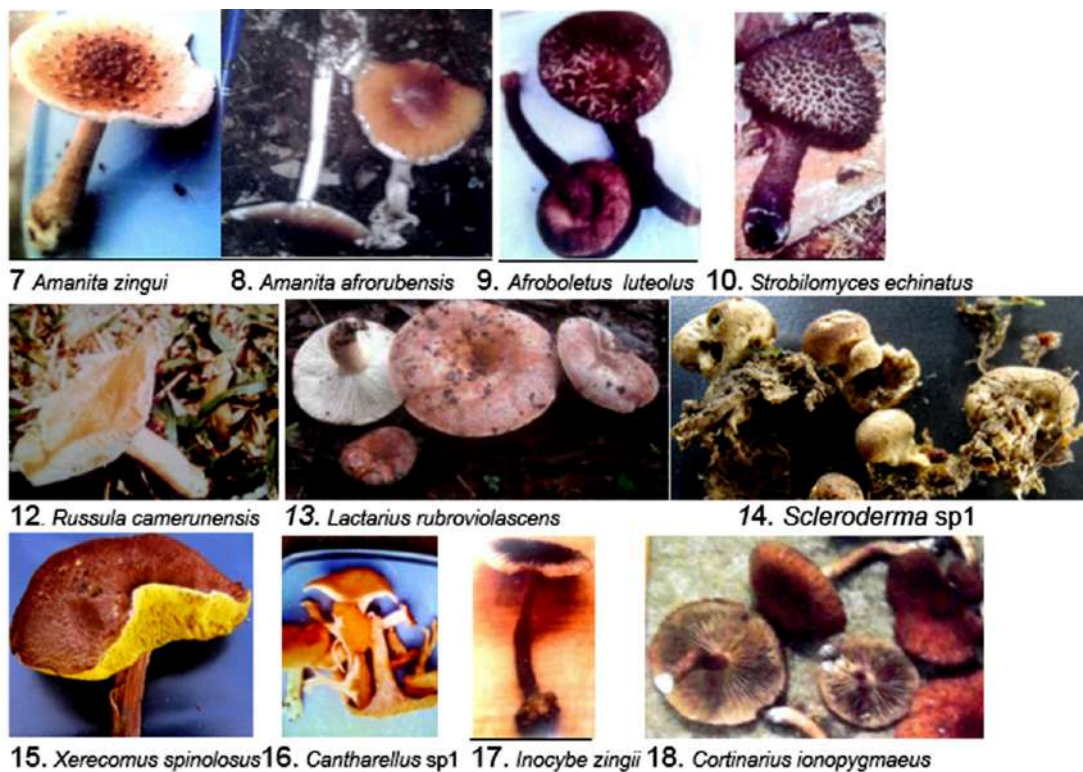 7 Amanita zingui 8. Amanita afrorubensis 9. Afroboletus luteolus 10. Strobilomyces echinatus
12. Russula camerunensis 13. Lactarius rubroviolascens 14. Scleroderma sp1
15. Xerecomus spinolosus 16. Cantharellus sp1 17. Inocybe zingii 18. Cortinarius ionopygmaeus